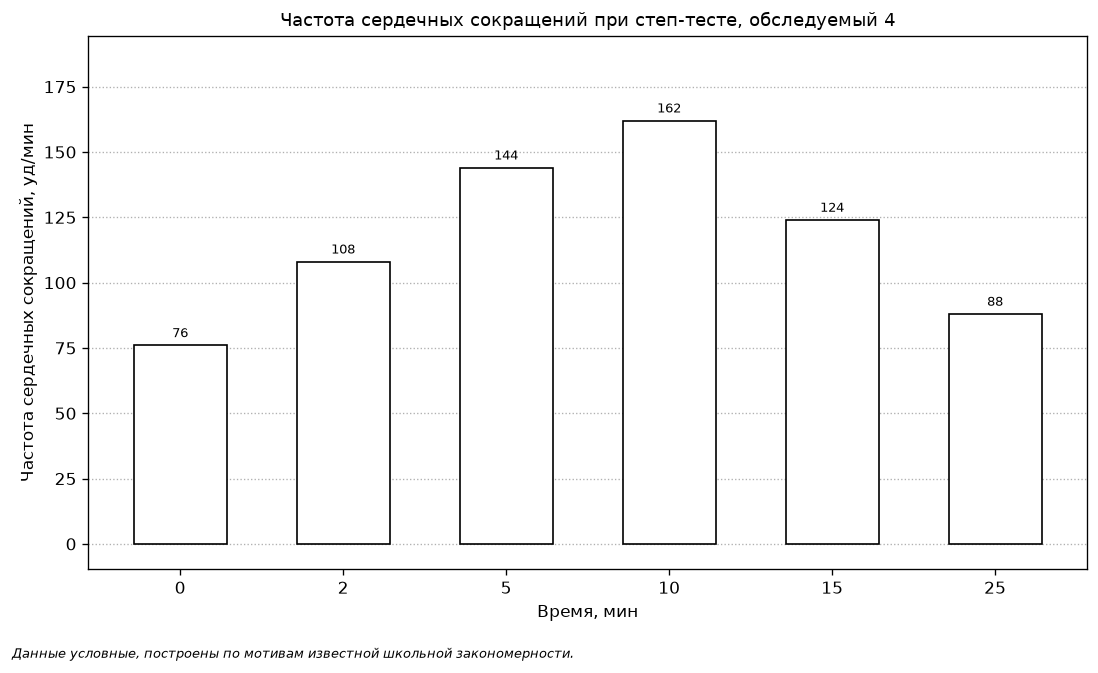 Частота сердечных сокращений при степ-тесте, обследуемый 4
Частота сердечных сокращений, уд/мин
175
150
125
100
75
50
25
0
76
108
144
162
124
88
0 2 5 10 15 25
Время, мин
Данные условные, построены по мотивам известной школьной закономерности.